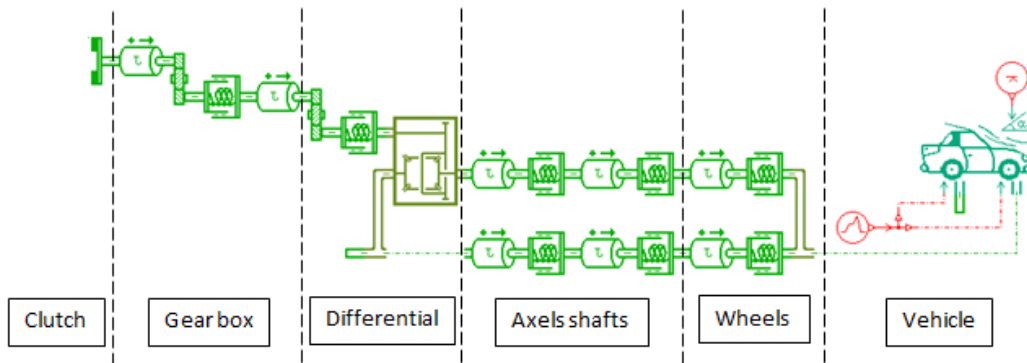 K
α
Clutch
Gear box
Differential
Axels shafts
Wheels
Vehicle